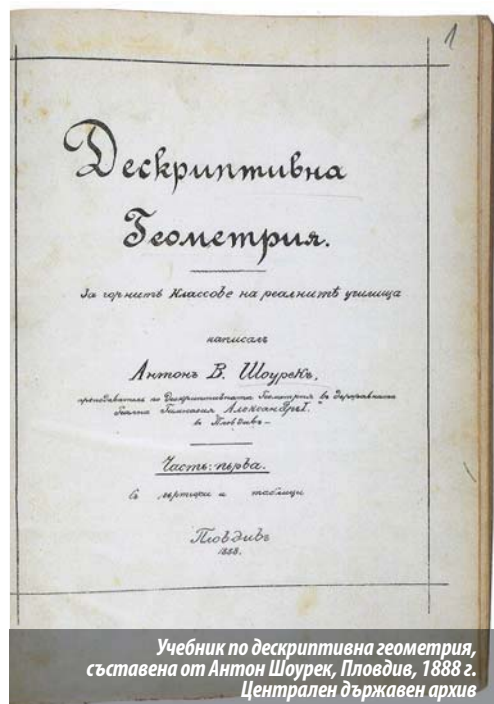 1
Дескриптивна
Геометрия.
За горнитѣ Классове на реалнитѣ училища
написалъ
Антонъ В. Шоурекъ,
преподаватель по Дескриптивната Геометрия въ державната
Гимназия Александръ I.
въ Пловдивъ
Часть: първа.
Съ чертежи и таблици
Пловдивъ
1888.
Учебник по дескриптивна геометрия,
съставена от Антон Шоурек, Пловдив, 1888 г.
Централен държавен архив